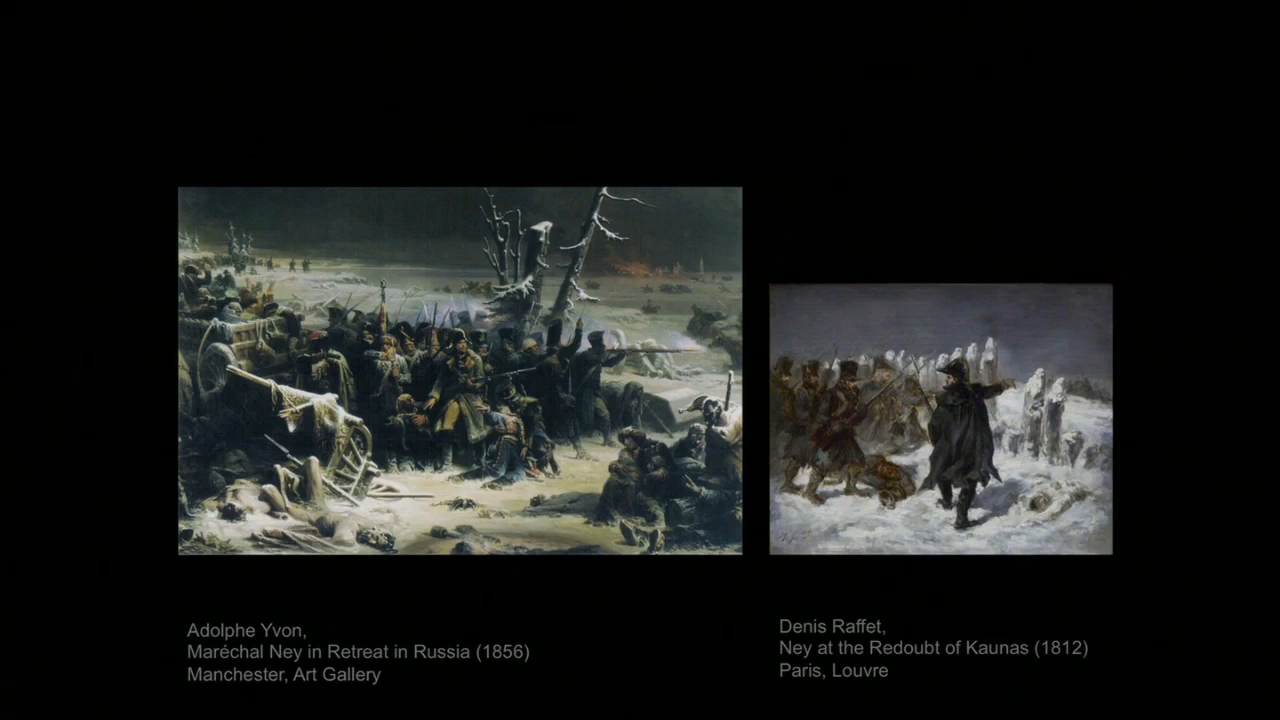 Adolphe Yvon,
Maréchal Ney in Retreat in Russia (1856)
Manchester, Art Gallery
Denis Raffet,
Ney at the Redoubt of Kaunas (1812)
Paris, Louvre